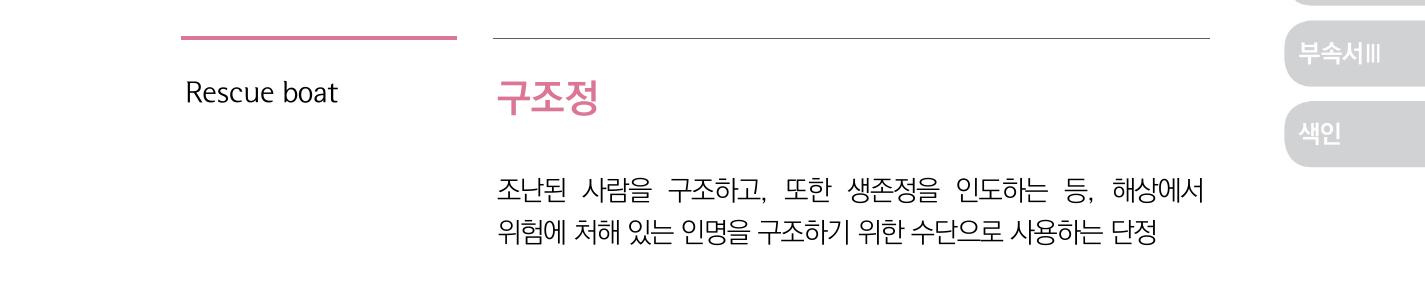 부속서Ⅲ
Rescue boat
구조정
색인
조난된 사람을 구조하고, 또한 생존정을 인도하는 등, 해상에서
위험에 처해 있는 인명을 구조하기 위한 수단으로 사용하는 단정